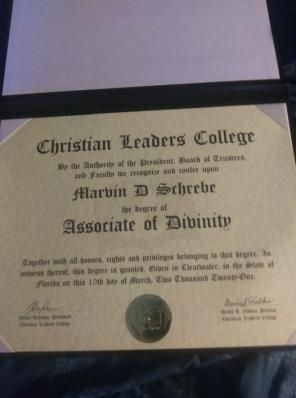 Christian Leaders College
By the Authority of the President, Board of Trustees,
and Faculty we recognize and confer upon
Marvin D Schrebe
the degree of
Associate of Divinity
Together with all honors, rights and privileges belonging to that degree. In
witness thereof, this degree is granted. Given in Clearwater, in the State of
Florida on this 10th day of March, Two Thousand Twenty-One.
President
Christian Leaders College
Christian Leaders College